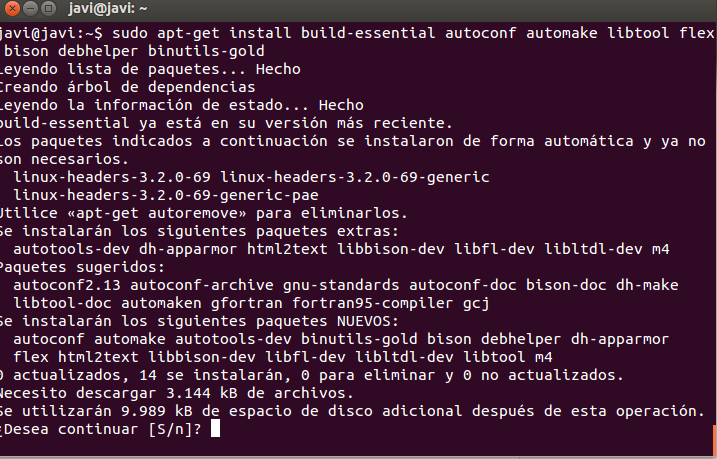 javi@javi: ~
javi@javi:~$ sudo apt-get install build-essential autoconf automake libtool flex
bison debhelper binutils-gold
Leyendo lista de paquetes... Hecho
Creando árbol de dependencias
Leyendo la información de estado... Hecho
build-essential ya está en su versión más reciente.
Los paquetes indicados a continuación se instalaron de forma automática y ya no
son necesarios.
linux-headers-3.2.0-69 linux-headers-3.2.0-69-generic
linux-headers-3.2.0-69-generic-pae
Utilice «apt-get autoremove» para eliminarlos.
Se instalarán los siguientes paquetes extras:
autotools-dev dh-apparmor html2text libbison-dev libfl-dev libltdl-dev m4
Paquetes sugeridos:
autoconf2.13 autoconf-archive gnu-standards autoconf-doc bison-doc dh-make
libtool-doc automaken gfortran fortran95-compiler gcj
Se instalarán los siguientes paquetes NUEVOS:
autoconf automake autotools-dev binutils-gold bison debhelper dh-apparmor
flex html2text libbison-dev libfl-dev libltdl-dev libtool m4
0 actualizados, 14 se instalarán, 0 para eliminar y 0 no actualizados.
Necesito descargar 3.144 kB de archivos.
Se utilizarán 9.989 kB de espacio de disco adicional después de esta operación.
¿Desea continuar [S/n]?